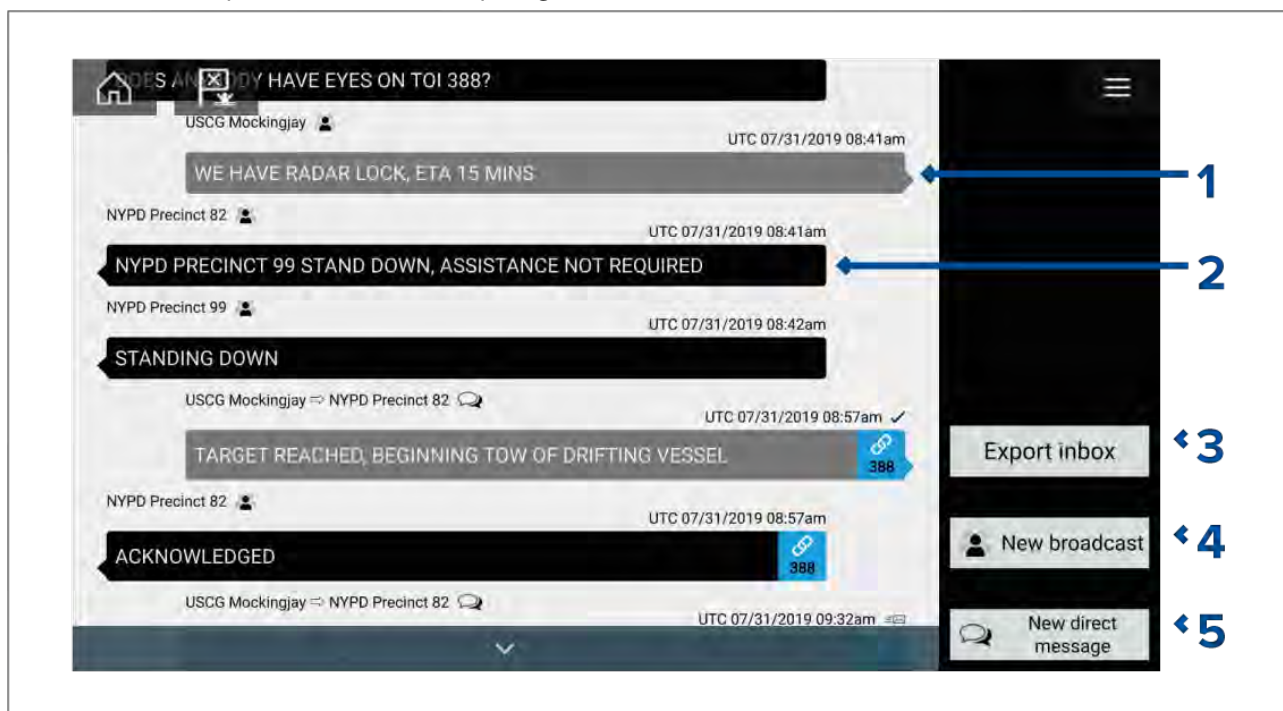 DOES ANYBODY HAVE EYES ON TOI 388?
USCG Mockingjay
UTC 07/31/2019 08:41am
WE HAVE RADAR LOCK, ETA 15 MINS
1
NYPD Precinct 82
UTC 07/31/2019 08:41am
NYPD PRECINCT 99 STAND DOWN, ASSISTANCE NOT REQUIRED
2
NYPD Precinct 99
UTC 07/31/2019 08:42am
STANDING DOWN
USCG Mockingjay ⇨ NYPD Precinct 82
UTC 07/31/2019 08:57am ✓
TARGET REACHED, BEGINNING TOW OF DRIFTING VESSEL
388
Export inbox
3
NYPD Precinct 82
UTC 07/31/2019 08:57am
ACKNOWLEDGED
388
New broadcast
4
USCG Mockingjay ⇨ NYPD Precinct 82
UTC 07/31/2019 09:32am
New direct
message
5